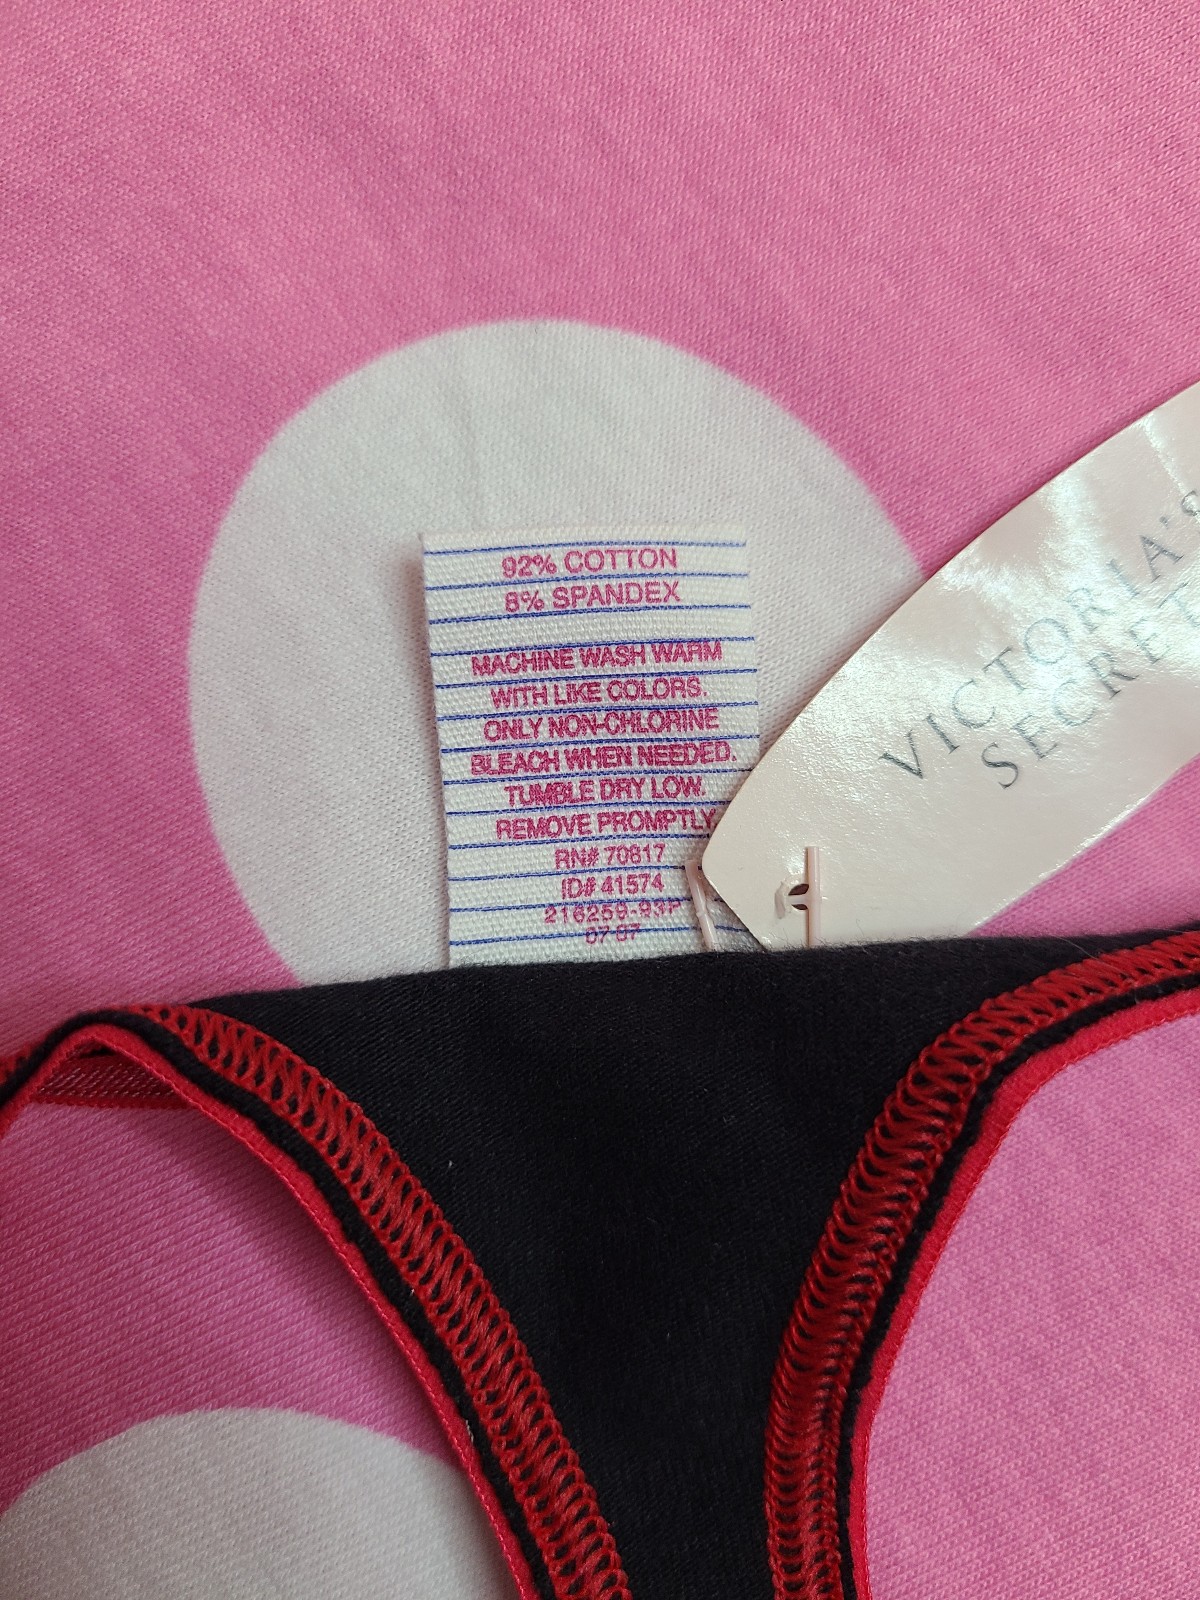 92% COTTON
8% SPANDEX
MACHINE WASH WARM
WITH LIKE COLORS.
ONLY NON-CHLORINE
BLEACH WHEN NEEDED.
TUMBLE DRY LOW.
REMOVE PROMPTLY.
RN# 70817
ID# 41574
216259-93P
07 07
VICTORIA'S
SECRET